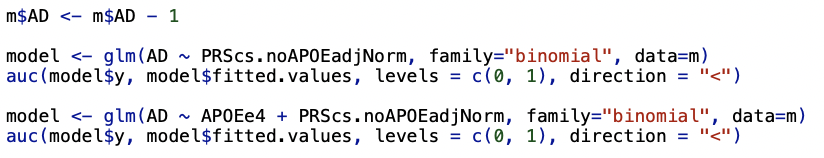 m$AD <- m$AD - 1
model <- glm(AD ~ PRScs.noAPOEadjNorm, family="binomial", data=m)
auc(model$y, model$fitted.values, levels = c(0, 1), direction = "<")
model <- glm(AD ~ APOEe4 + PRScs.noAPOEadjNorm, family="binomial", data=m)
auc(model$y, model$fitted.values, levels = c(0, 1), direction = "<")